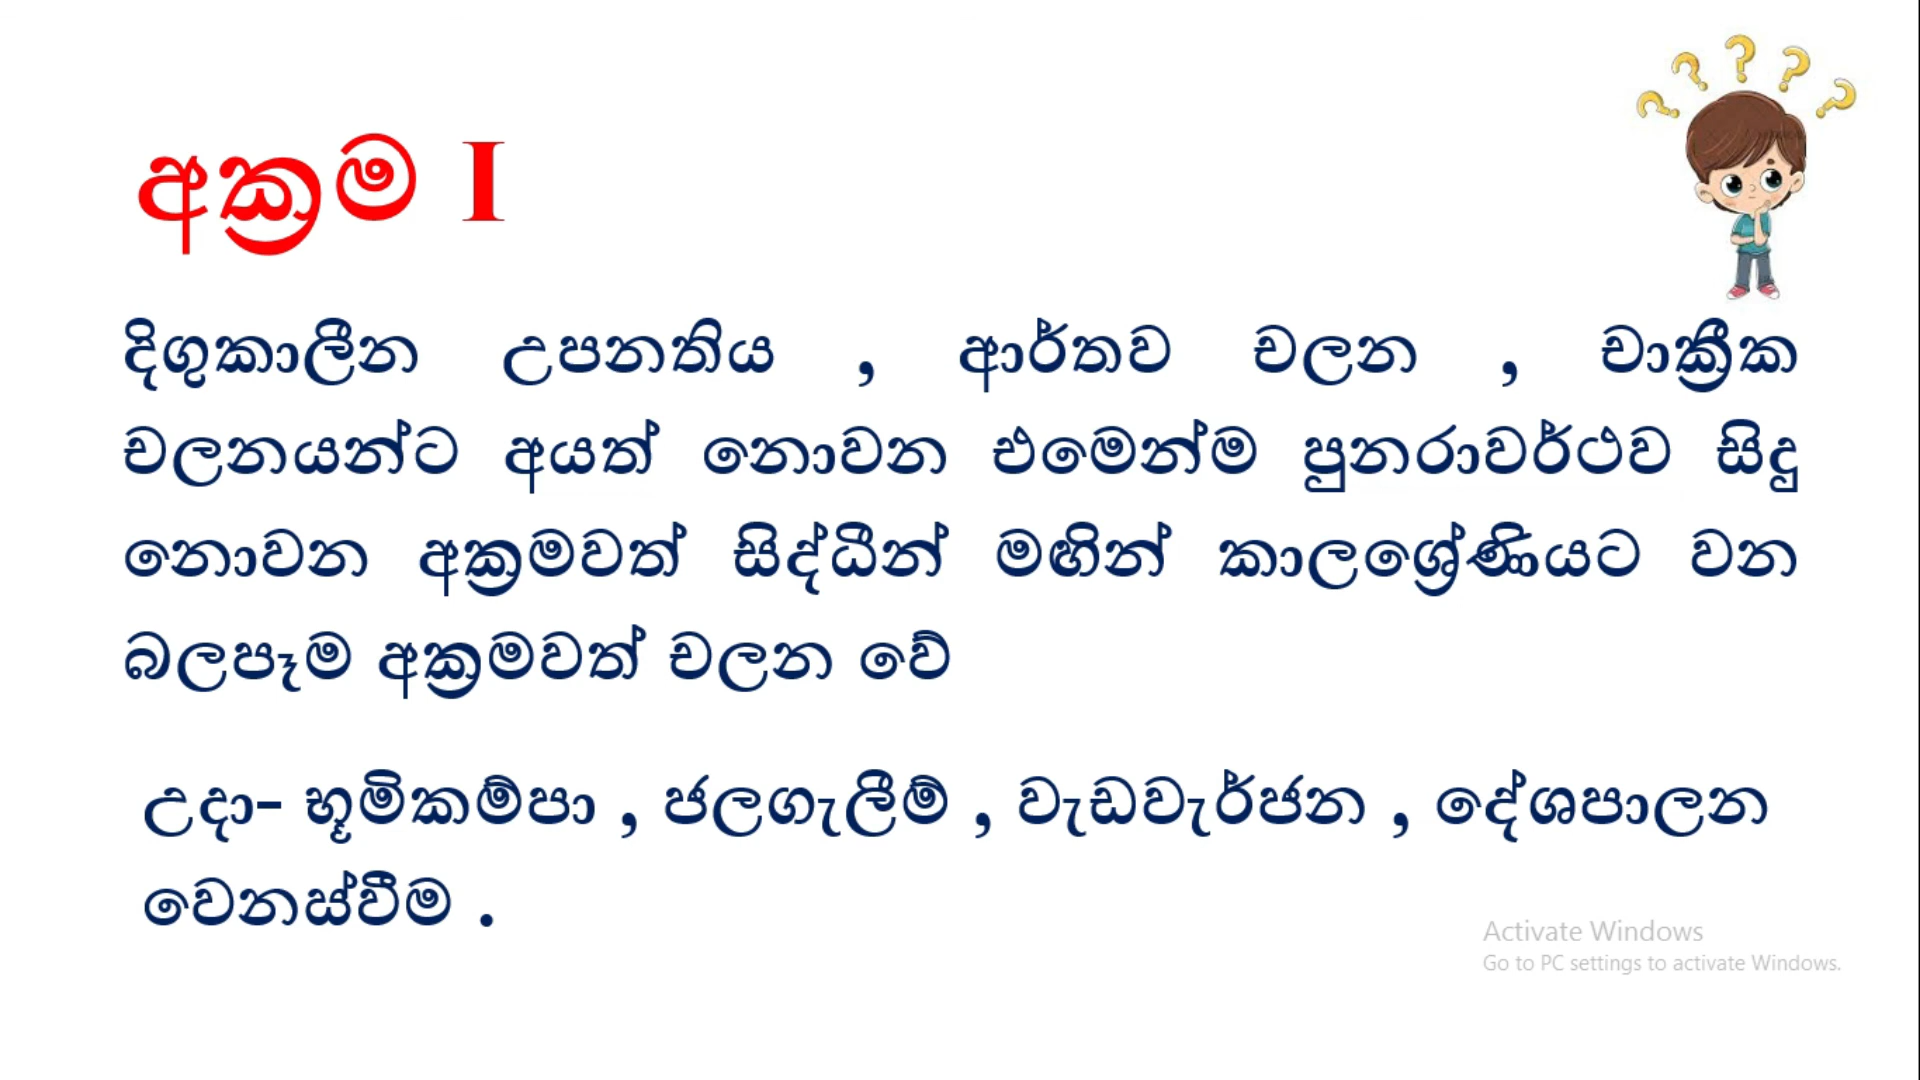 අක්‍රම I
දිගුකාලීන උපනතිය , ආර්තව චලන , චාක්‍රීක
චලනයන්ට අයත් නොවන එමෙන්ම පුනරාවර්ථව සිදු
නොවන අක්‍රමවත් සිද්ධීන් මඟින් කාලශ්‍රේණියට වන
බලපෑම අක්‍රමවත් චලන වේ
උදා- භූමිකම්පා , ජලගැලීම් , වැඩවැර්ජන , දේශපාලන
වෙනස්වීම .
Activate Windows
Go to PC settings to activate Windows.